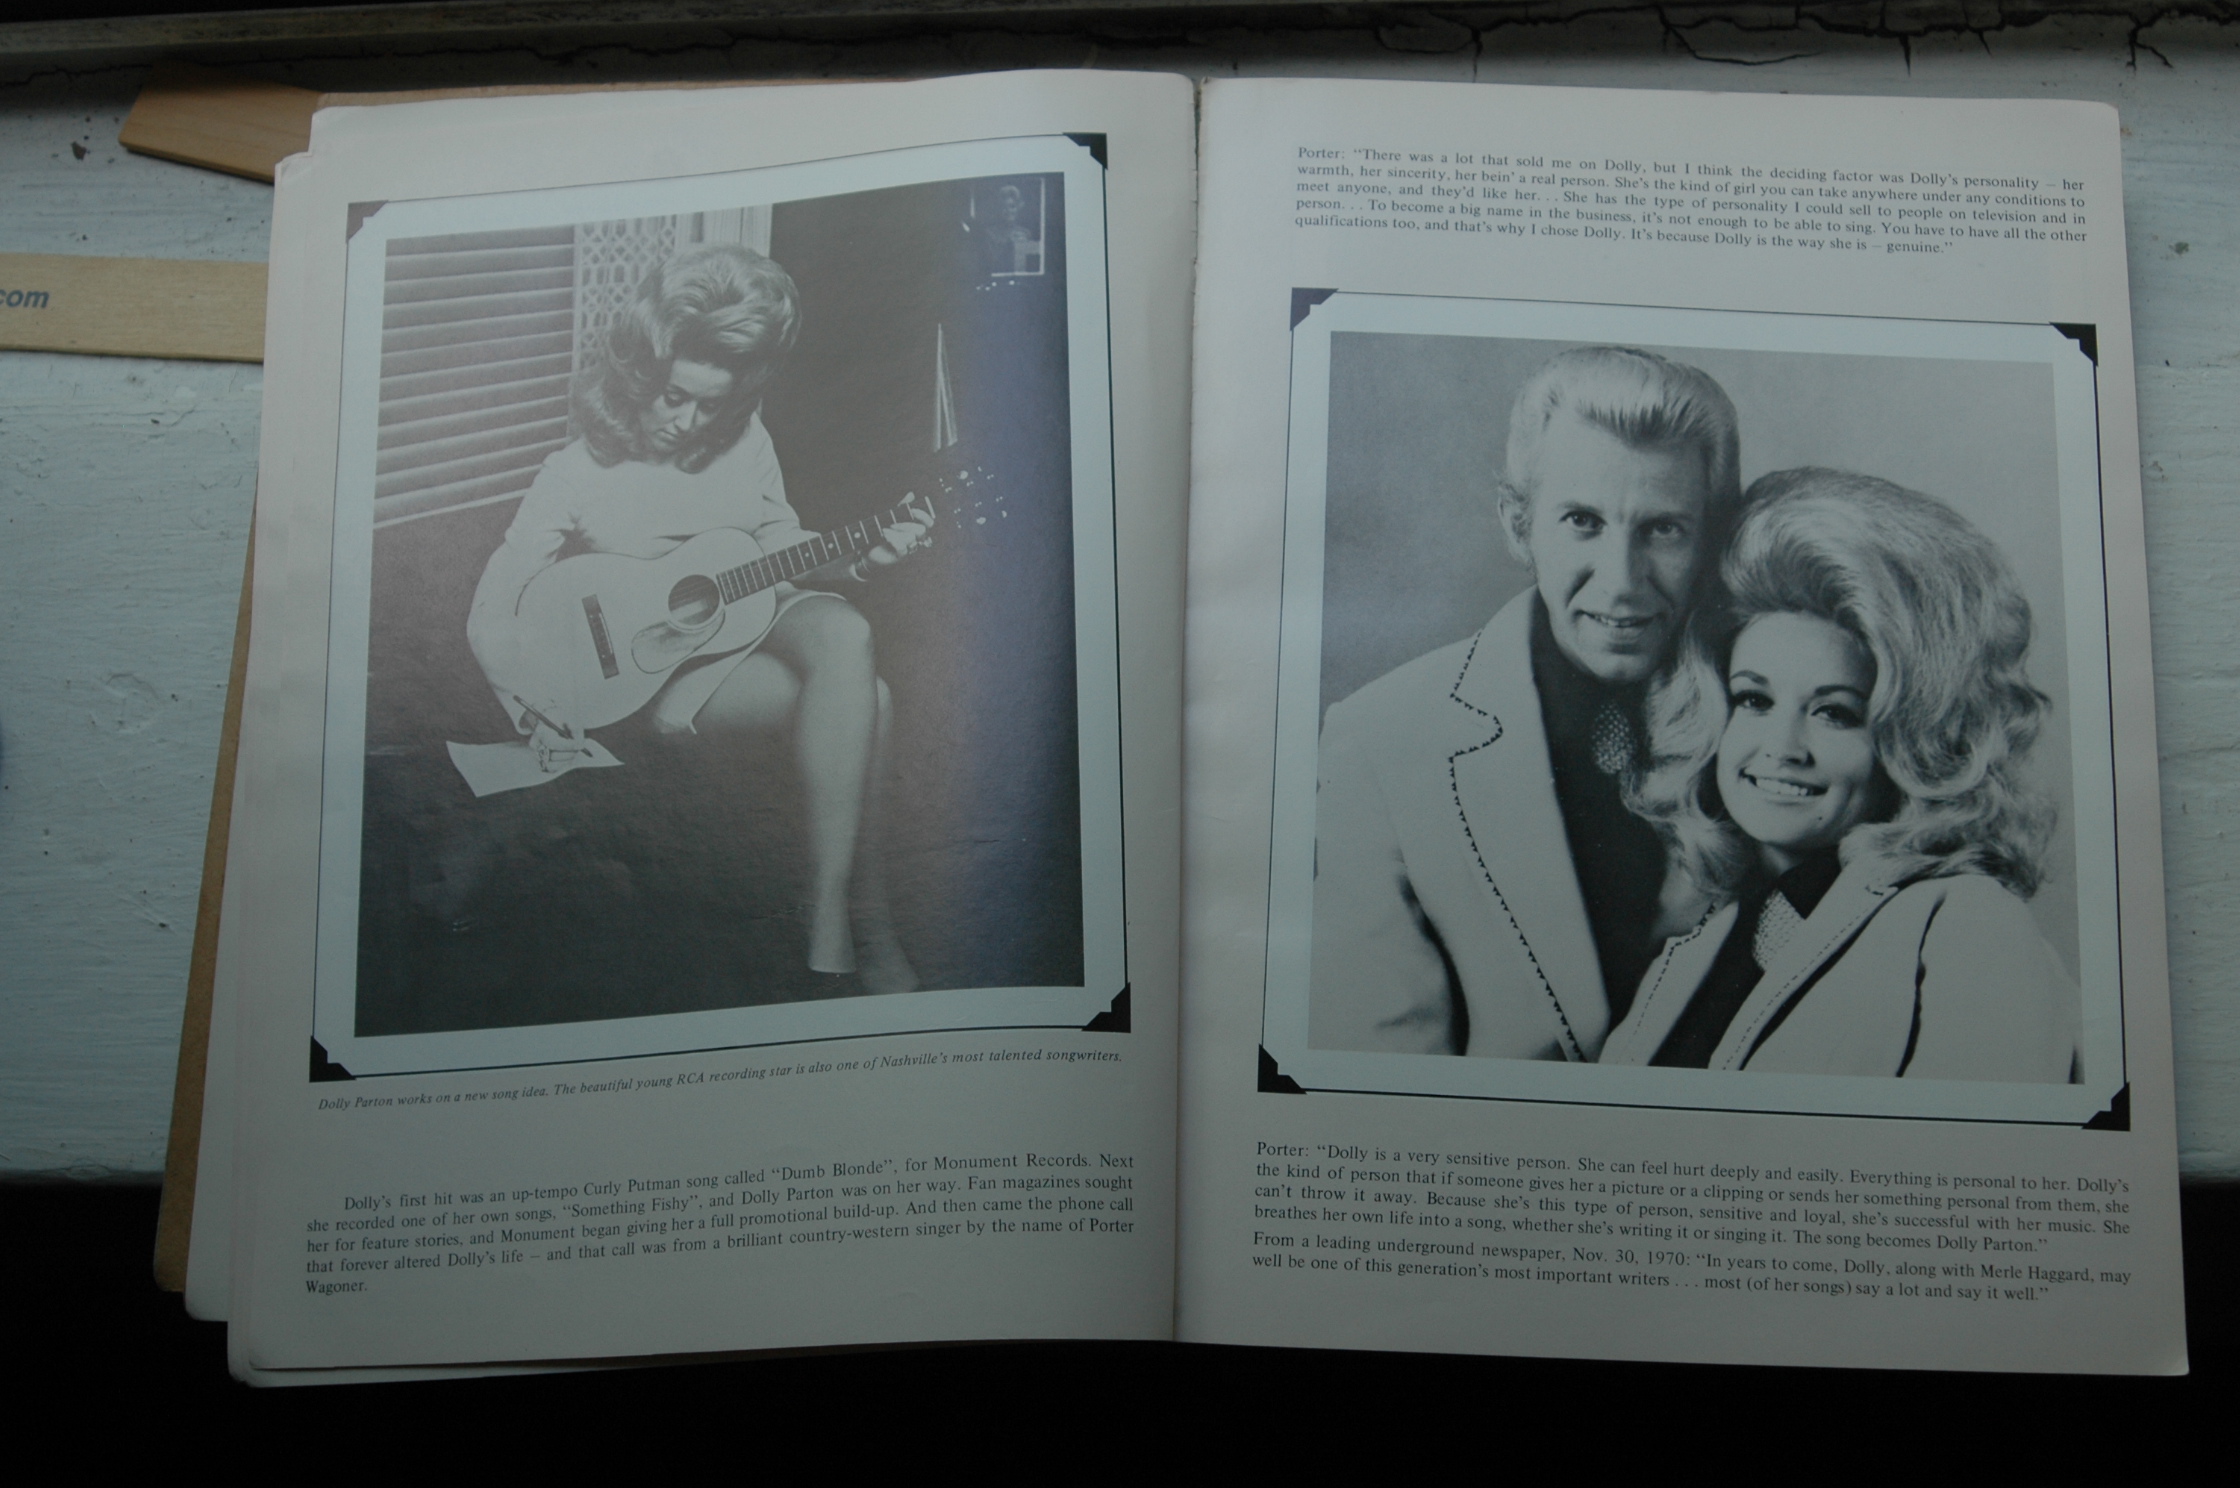 com
Dolly Parton works on a new song idea. The beautiful young RCA recording star is also one of Nashville's most talented songwriters.
Dolly's first hit was an up-tempo Curly Putman song called “Dumb Blonde”, for Monument Records. Next
she recorded one of her own songs, “Something Fishy”, and Dolly Parton was on her way. Fan magazines sought
her for feature stories, and Monument began giving her a full promotional build-up. And then came the phone call
that forever altered Dolly's life – and that call was from a brilliant country-western singer by the name of Porter
Wagoner.
Porter: “There was a lot that sold me on Dolly, but I think the deciding factor was Dolly's personality – her
warmth, her sincerity, her bein' a real person. She's the kind of girl you can take anywhere under any conditions to
meet anyone, and they'd like her. . . She has the type of personality I could sell to people on television and in
person. . . To become a big name in the business, it's not enough to be able to sing. You have to have all the other
qualifications too, and that's why I chose Dolly. It's because Dolly is the way she is – genuine.”
Porter: “Dolly is a very sensitive person. She can feel hurt deeply and easily. Everything is personal to her. Dolly's
the kind of person that if someone gives her a picture or a clipping or sends her something personal from them, she
can't throw it away. Because she's this type of person, sensitive and loyal, she's successful with her music. She
breathes her own life into a song, whether she's writing it or singing it. The song becomes Dolly Parton.”
From a leading underground newspaper, Nov. 30, 1970: “In years to come, Dolly, along with Merle Haggard, may
well be one of this generation's most important writers . . . most (of her songs) say a lot and say it well.”